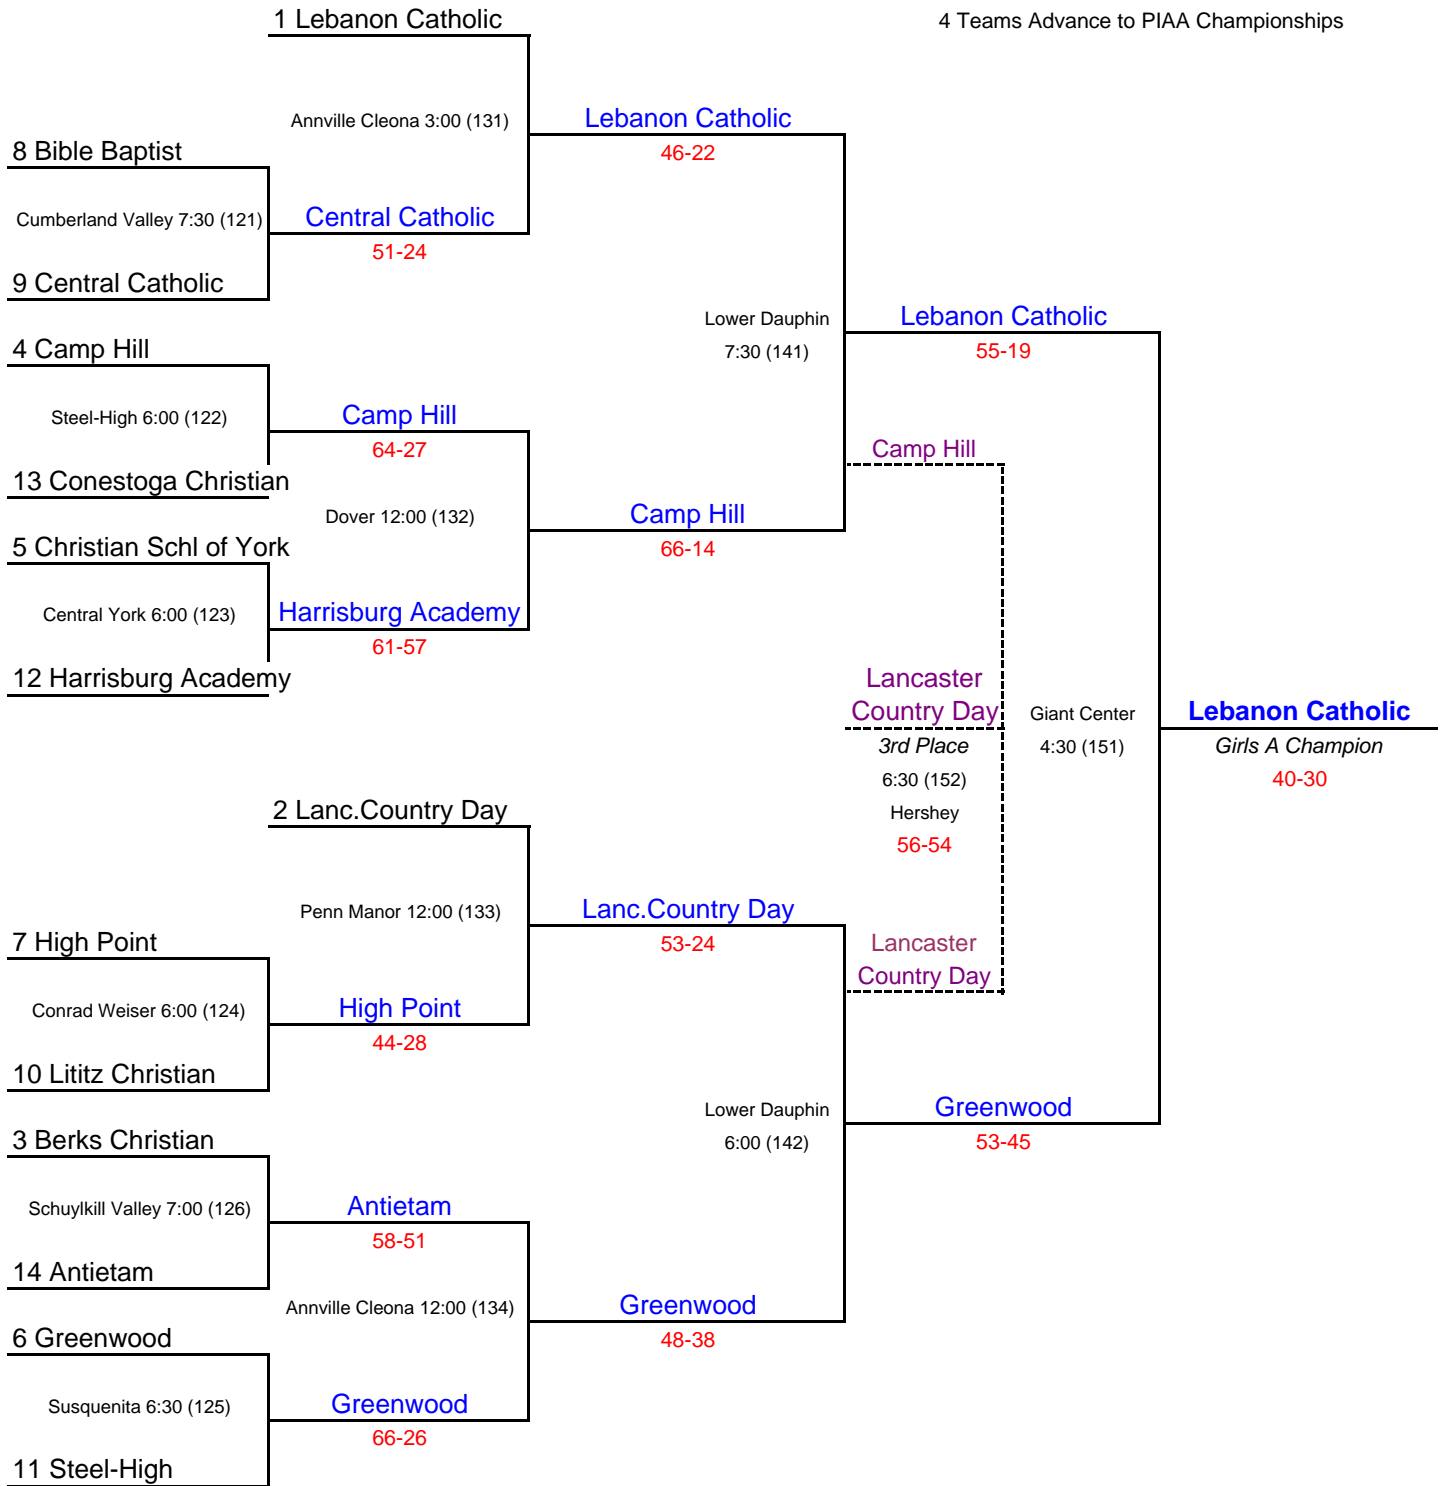 1 Lebanon Catholic
4 Teams Advance to PIAA Championships
Annville Cleona 3:00 (131)
Lebanon Catholic
46-22
8 Bible Baptist
Cumberland Valley 7:30 (121)
Central Catholic
51-24
9 Central Catholic
Lower Dauphin
7:30 (141)
Lebanon Catholic
55-19
4 Camp Hill
Steel-High 6:00 (122)
Camp Hill
64-27
13 Conestoga Christian
Camp Hill
Dover 12:00 (132)
Camp Hill
66-14
5 Christian Schl of York
Central York 6:00 (123)
Harrisburg Academy
61-57
12 Harrisburg Academy
Lancaster
Country Day
3rd Place
6:30 (152)
Hershey
56-54
Giant Center
4:30 (151)
Lebanon Catholic
Girls A Champion
40-30
2 Lanc.Country Day
Penn Manor 12:00 (133)
Lanc.Country Day
53-24
7 High Point
Conrad Weiser 6:00 (124)
High Point
44-28
10 Lititz Christian
Lancaster
Country Day
Lower Dauphin
6:00 (142)
Greenwood
53-45
3 Berks Christian
Schuylkill Valley 7:00 (126)
Antietam
58-51
14 Antietam
Annville Cleona 12:00 (134)
Greenwood
48-38
6 Greenwood
Susquenita 6:30 (125)
Greenwood
66-26
11 Steel-High